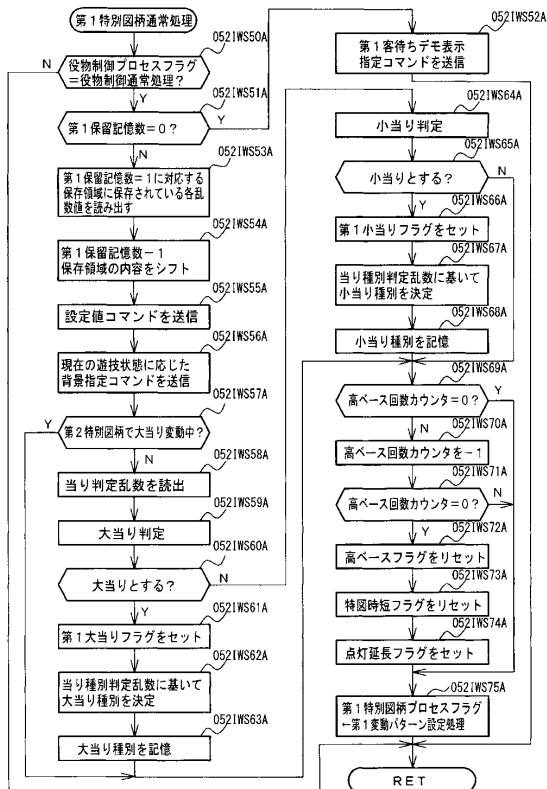 第1特別図柄通常処理
052IWS50A
役物制御プロセスフラグ
=役物制御通常処理?
N
Y
052IWS51A
第1保留記憶数=0?
Y
N
052IWS53A
第1保留記憶数=1に対応する
保存領域に保存されている各乱
数値を読み出す
052IWS54A
第1保留記憶数-1
保存領域の内容をシフト
052IWS55A
設定値コマンドを送信
052IWS56A
現在の遊技状態に応じた
背景指定コマンドを送信
052IWS57A
第2特別図柄で大当り変動中?
Y
N
052IWS58A
当り判定乱数を読出
052IWS59A
大当り判定
052IWS60A
大当りとする?
N
Y
052IWS61A
第1大当りフラグをセット
052IWS62A
当り種別判定乱数に基いて
大当り種別を決定
052IWS63A
大当り種別を記憶
052IWS52A
第1客待ちデモ表示
指定コマンドを送信
052IWS64A
小当り判定
052IWS65A
小当りとする?
N
Y
052IWS66A
第1小当りフラグをセット
052IWS67A
当り種別判定乱数に基いて
小当り種別を決定
052IWS68A
小当り種別を記憶
052IWS69A
高ベース回数カウンタ=0?
Y
N
052IWS70A
高ベース回数カウンタを-1
052IWS71A
高ベース回数カウンタ=0?
N
Y
052IWS72A
高ベースフラグをリセット
052IWS73A
特図時短フラグをリセット
052IWS74A
点灯延長フラグをセット
052IWS75A
第1特別図柄プロセスフラグ
←第1変動パターン設定処理
RET